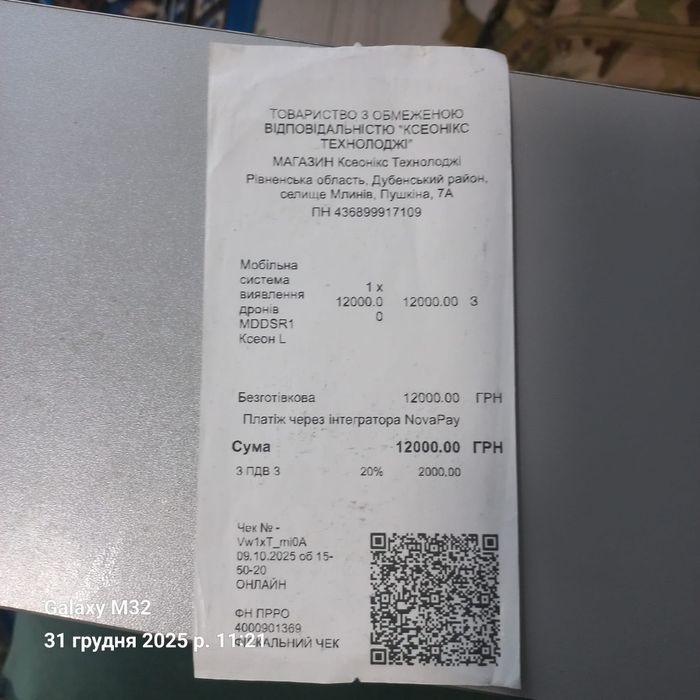 ТОВАРИСТВО З ОБМЕЖЕНОЮ
ВІДПОВІДАЛЬНІСТЮ "КСЕОНІКС
ТЕХНОЛОДЖІ"
МАГАЗИН Ксеонікс Технолоджі
Рівненська область, Дубенський район,
селище Млинів, Пушкіна, 7А
ПН 436899917109
Мобільна
система
виявлення
дронів
MDDSR1
Ксеон L
1 x
12000.0
0
12000.00 З
Безготівкова 12000.00 ГРН
Платіж через інтегратора NovaPay
Сума 12000.00 ГРН
З ПДВ З 20% 2000.00
Чек № -
Vw1xT_mi0A
09.10.2025 об 15-
50-20
ОНЛАЙН
ФН ПРРО
4000901369
ФІСКАЛЬНИЙ ЧЕК
Galaxy M32
31 грудня 2025 р. 11:21